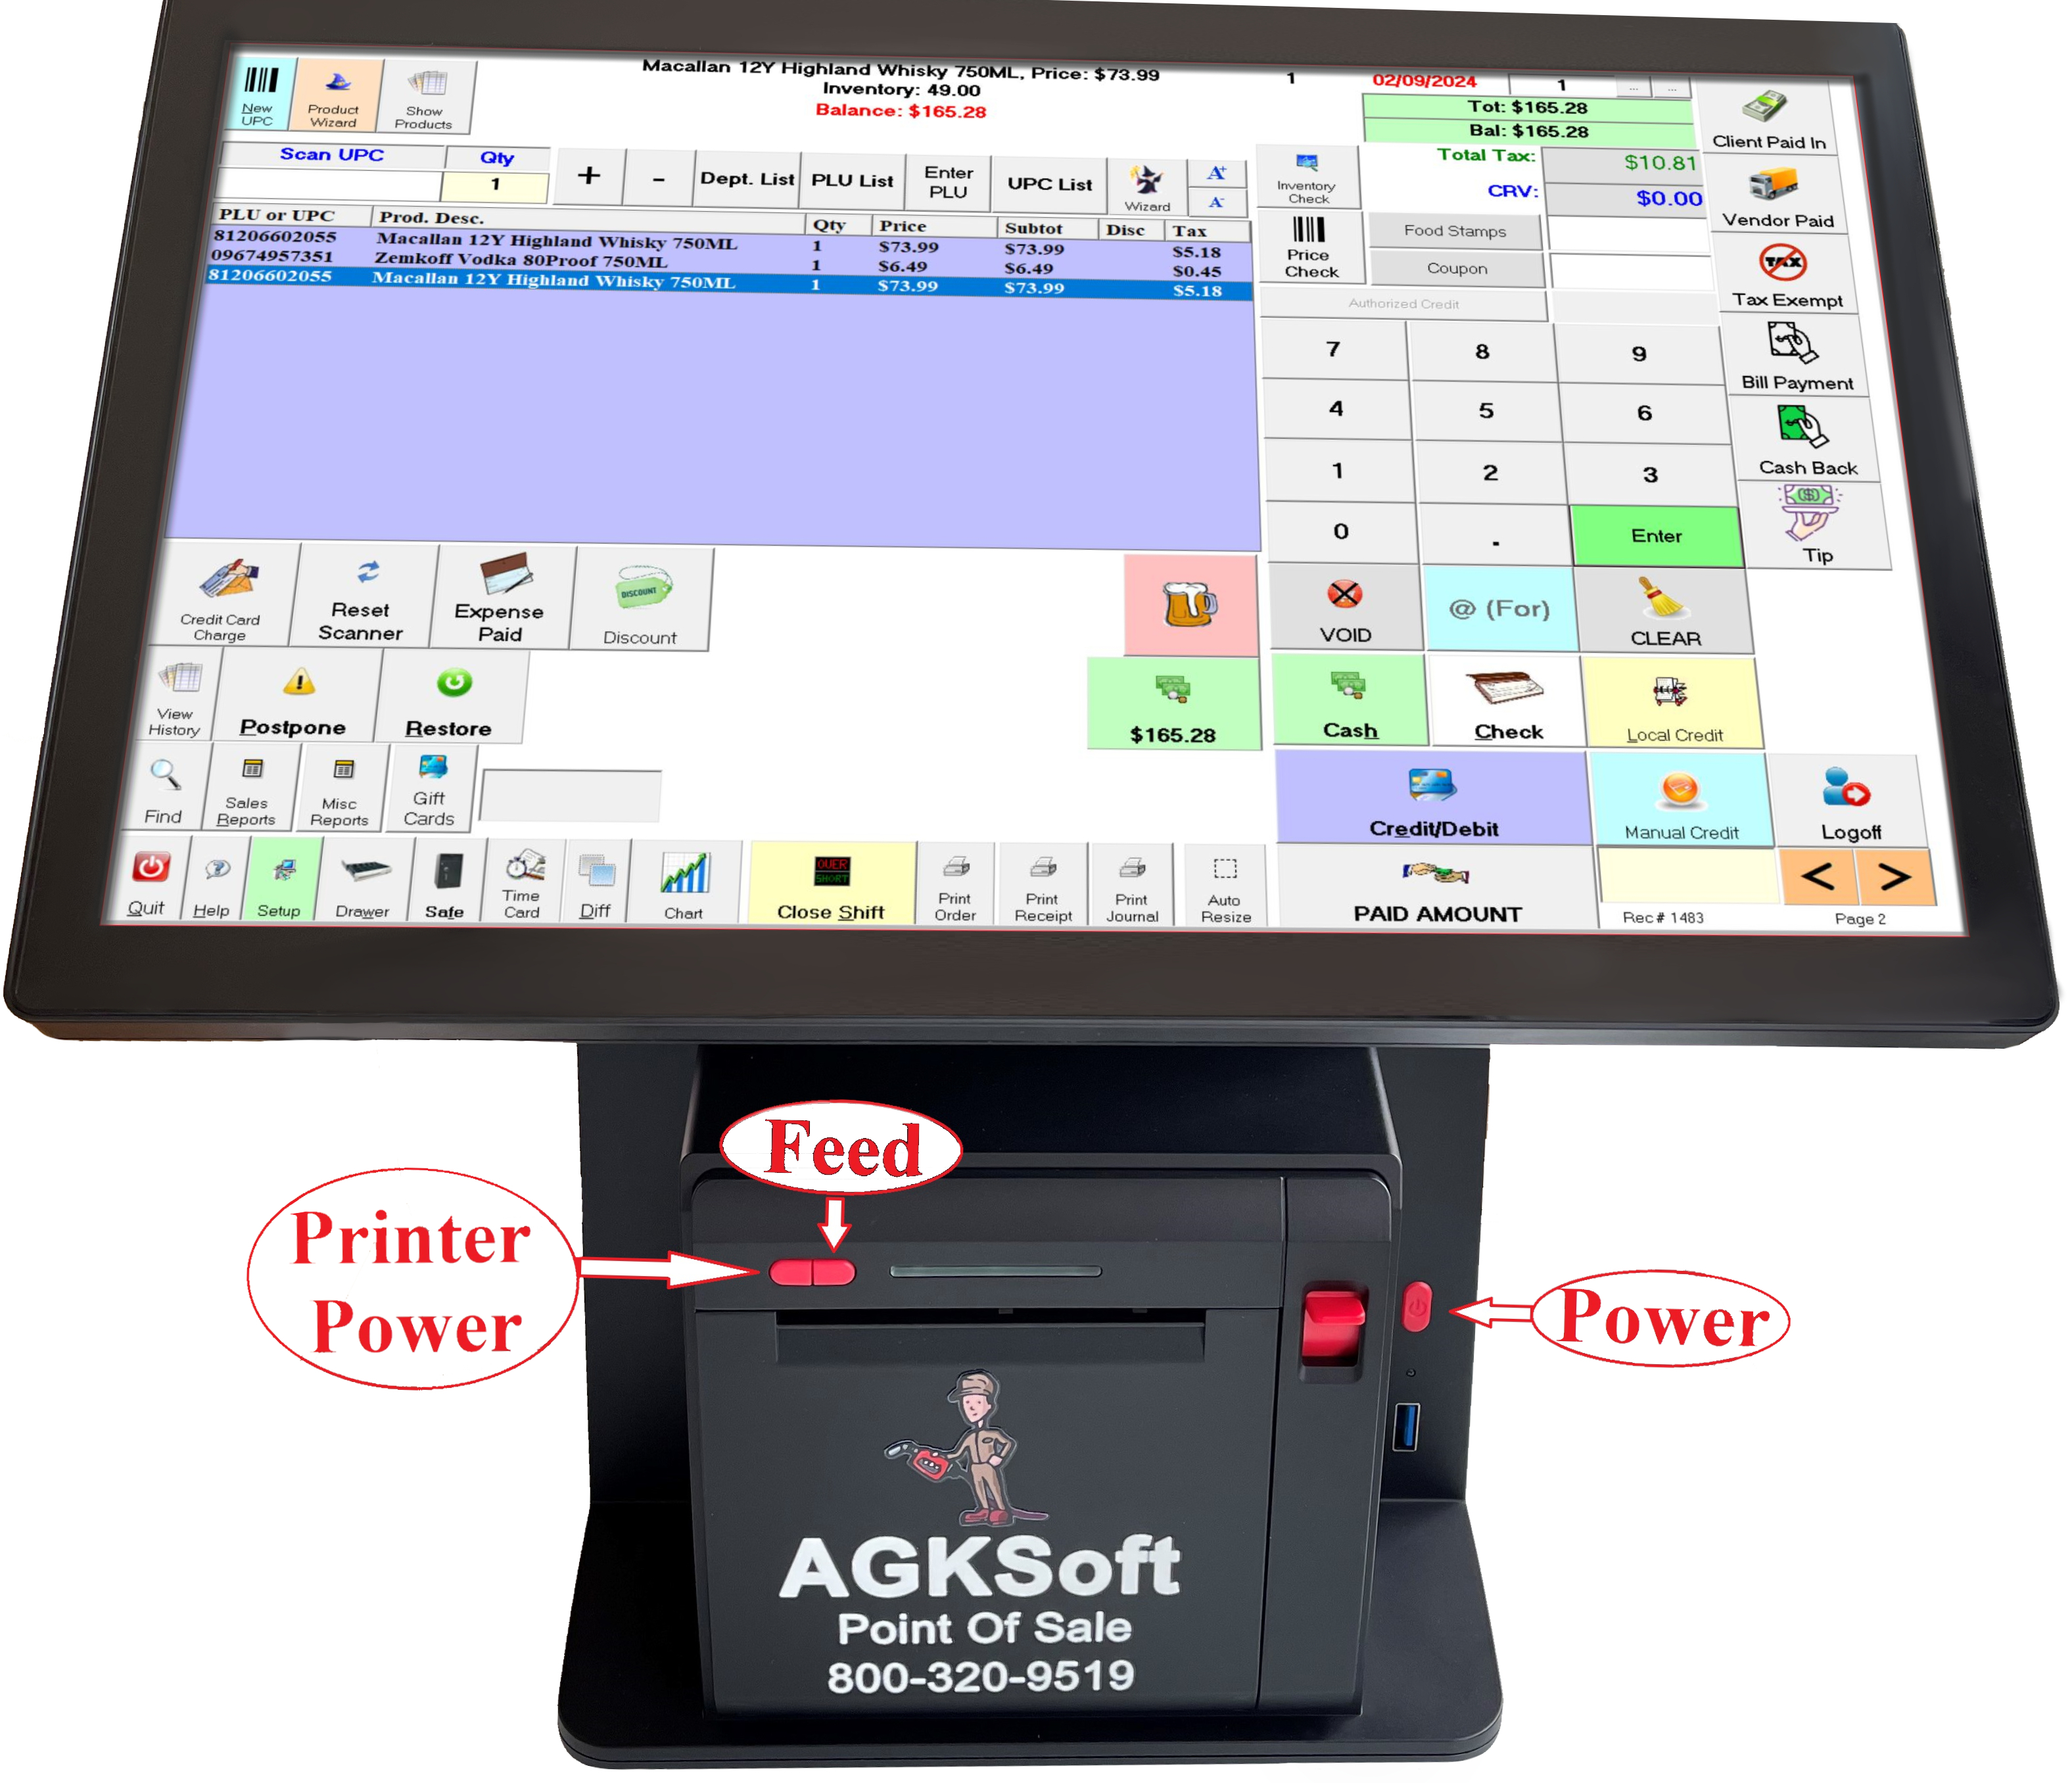 Macallan 12Y Highland Whisky 750ML, Price: $73.99
Inventory: 49.00
Balance: $165.28
1
02/09/2024
1
...
...
New
UPC
Product
Wizard
Show
Products
Tot: $165.28
Bal: $165.28
Client Paid In
Scan UPC
Qty
1
+
-
Dept. List
PLU List
Enter
PLU
UPC List
Wizard
A+
A-
Inventory
Check
Total Tax:
$10.81
CRV:
$0.00
Vendor Paid
PLU or UPC Prod. Desc. Qty Price Subtot Disc Tax
81206602055 Macallan 12Y Highland Whisky 750ML 1 $73.99 $73.99 $5.18
09674957351 Zemkoff Vodka 80Proof 750ML 1 $6.49 $6.49 $0.45
81206602055 Macallan 12Y Highland Whisky 750ML 1 $73.99 $73.99 $5.18
Price
Check
Food Stamps
Coupon
Authorized Credit
TAX
Tax Exempt
7 8 9
Bill Payment
4 5 6
Cash Back
1 2 3
0 . Enter
Tip
Credit Card
Charge
Reset
Scanner
Expense
Paid
DISCOUNT
Discount
VOID
@ (For)
CLEAR
View
History
Postpone
Restore
$165.28
Cash
Check
Local Credit
Find
Sales
Reports
Misc
Reports
Gift
Cards
Credit/Debit
Manual Credit
Logoff
Quit
Help
Setup
Drawer
Safe
Time
Card
Diff
Chart
OVER
SHORT
Close Shift
Print
Order
Print
Receipt
Print
Journal
Auto
Resize
PAID AMOUNT
Rec # 1483
<
>
Page 2
Feed
Printer
Power
Power
AGKSoft
Point Of Sale
800-320-9519